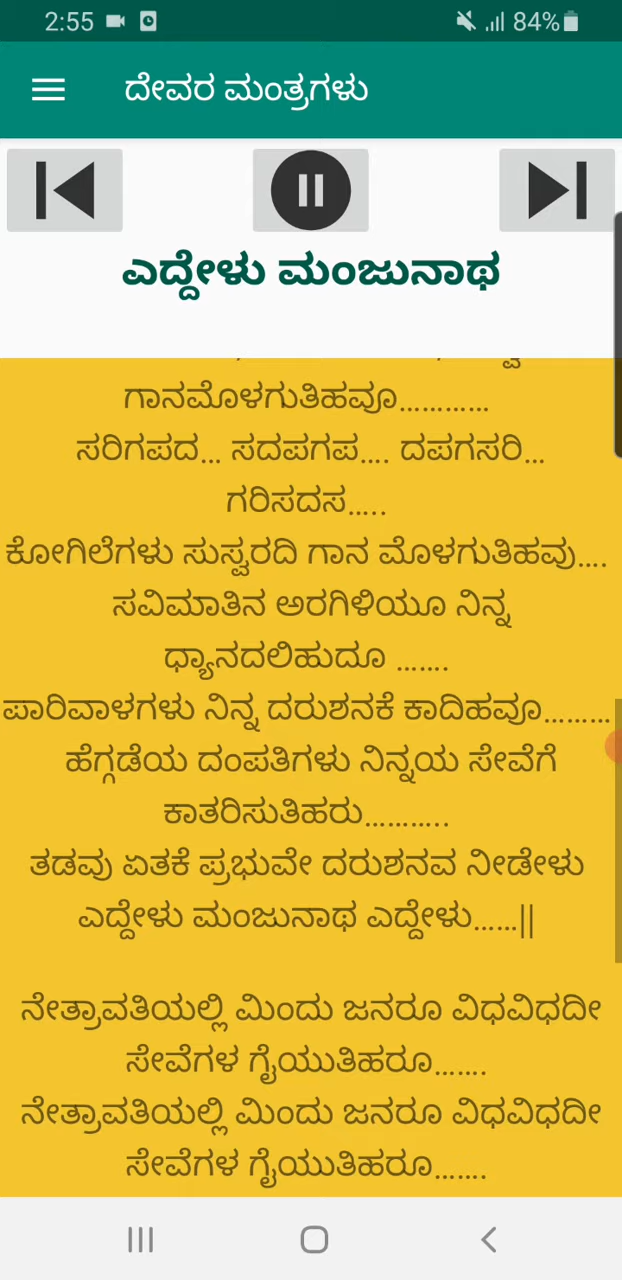 2:55
84%
ದೇವರ ಮಂತ್ರಗಳು
ಎದ್ದೇಳು ಮಂಜುನಾಥ
ಗಾನಮೊಳಗುತಿಹವೂ............
ಸರಿಗಪದ... ಸದಪಗಪ.... ದಪಗಸರಿ...
ಗರಿಸದಸ.....
ಕೋಗಿಲೆಗಳು ಸುಸ್ವರದಿ ಗಾನ ಮೊಳಗುತಿಹವು....
ಸವಿಮಾತಿನ ಅರಗಿಳಿಯೂ ನಿನ್ನ
ಧ್ಯಾನದಲಿಹುದೂ .......
ಪಾರಿವಾಳಗಳು ನಿನ್ನ ದರುಶನಕೆ ಕಾದಿಹವೂ.........
ಹೆಗ್ಗಡೆಯ ದಂಪತಿಗಳು ನಿನ್ನಯ ಸೇವೆಗೆ
ಕಾತರಿಸುತಿಹರು...........
ತಡವು ಏತಕೆ ಪ್ರಭುವೇ ದರುಶನವ ನೀಡೇಳು
ಎದ್ದೇಳು ಮಂಜುನಾಥ ಎದ್ದೇಳು......||
ನೇತ್ರಾವತಿಯಲ್ಲಿ ಮಿಂದು ಜನರೂ ವಿಧವಿಧದೀ
ಸೇವೆಗಳ ಗೈಯುತಿಹರೂ.......
ನೇತ್ರಾವತಿಯಲ್ಲಿ ಮಿಂದು ಜನರೂ ವಿಧವಿಧದೀ
ಸೇವೆಗಳ ಗೈಯುತಿಹರೂ.......